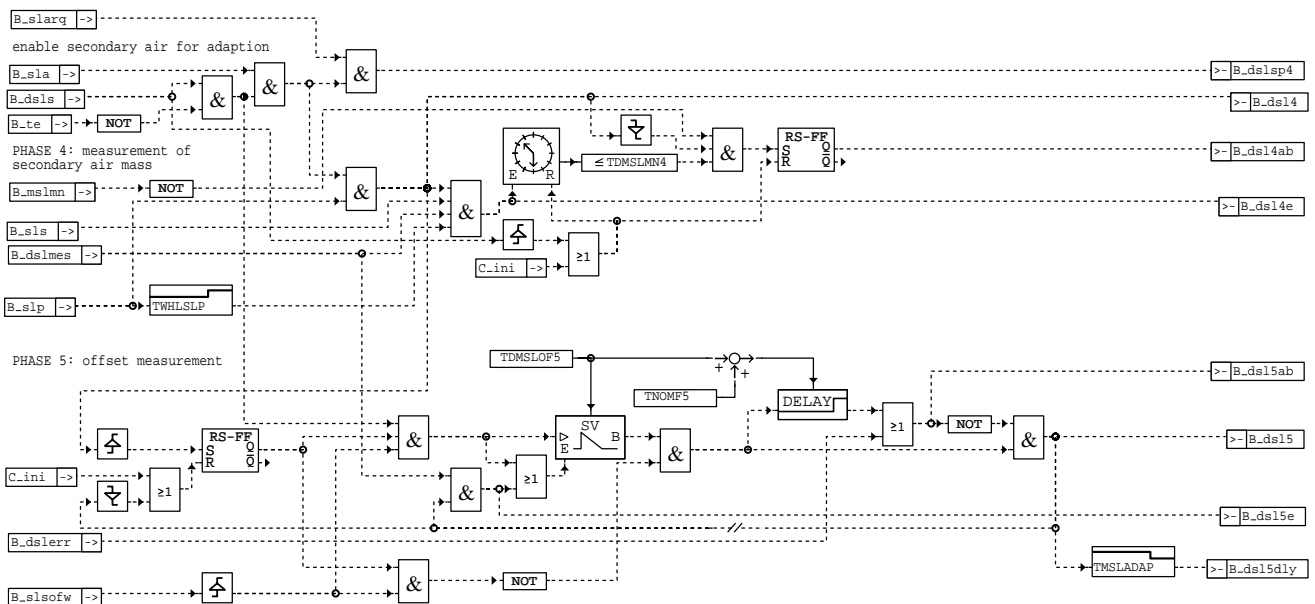 B_slarq ->
enable secondary air for adaption
B_sla ->
&
&
&
>- B_dslsp4
B_dsls ->
>- B_dsl4
B_te ->
NOT
RS-FF
S Q
R Q
PHASE 4: measurement of
secondary air mass
E R
≤ TDMSLMN4
&
>- B_dsl4ab
B_mslmn ->
NOT
&
&
>- B_dsl4e
B_sls ->
B_dslmes ->
≥1
C_ini ->
B_slp ->
TWHLSLP
PHASE 5: offset measurement
TDMSLOF5
+
+
TNOMF5
>- B_dsl5ab
DELAY
RS-FF
S Q
R Q
&
SV
B
E
&
≥1
NOT
&
>- B_dsl5
C_ini ->
≥1
&
≥1
>- B_dsl5e
B_dslerr ->
//
TMSLADAP
>- B_dsl5dly
&
NOT
B_slsofw ->